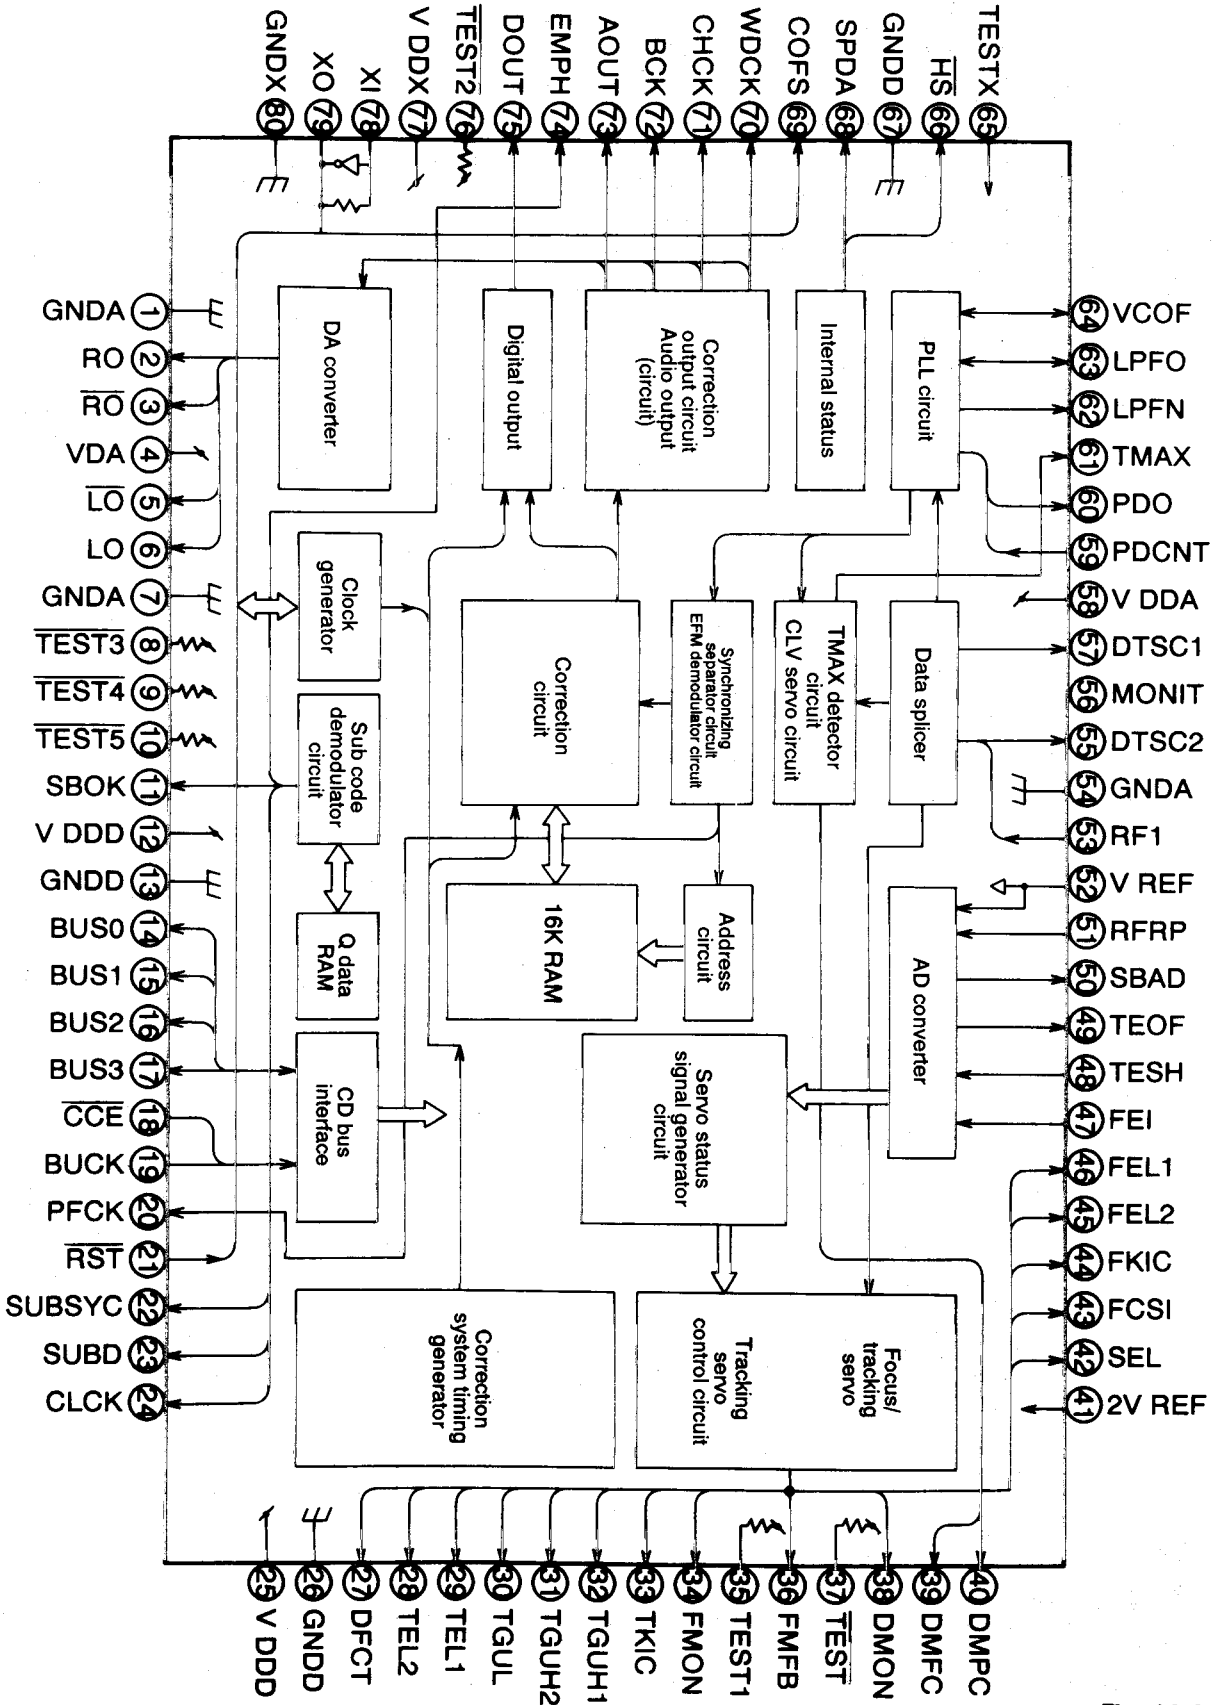 GNDX 80
XO 79
XI 78
V DDX 77
TEST2 76
DOUT 75
EMPH 74
AOUT 73
BCK 72
CHCK 71
WDCK 70
COFS 69
SPDA 68
GNDD 67
HS 66
TESTX 65
GNDA 1
RO 2
RO 3
VDA 4
LO 5
LO 6
GNDA 7
TEST3 8
TEST4 9
TEST5 10
SBOK 11
V DDD 12
GNDD 13
BUS0 14
BUS1 15
BUS2 16
BUS3 17
CCE 18
BUCK 19
PFCK 20
RST 21
SUBSYC 22
SUBD 23
CLCK 24
DA converter
Digital output
Correction
output circuit
Audio output
(circuit)
Internal status
PLL circuit
Clock
generator
Correction
circuit
Synchronizing
separator circuit
EFM demodulator circuit
TMAX detector
circuit
CLV servo circuit
Data splicer
Sub code
demodulator
circuit
Q data
RAM
16K RAM
Address
circuit
AD converter
CD bus
interface
Servo status
signal generator
circuit
Correction
system timing
generator
Tracking
servo
control circuit
Focus/
tracking
servo
64 VCOF
63 LPFO
62 LPFN
61 TMAX
60 PDO
59 PDCNT
58 V DDA
57 DTSC1
56 MONIT
55 DTSC2
54 GNDA
53 RF1
52 V REF
51 RFRP
50 SBAD
49 TEOF
48 TESH
47 FEI
46 FEL1
45 FEL2
44 FKIC
43 FCSI
42 SEL
41 2V REF
25 V DDD
26 GNDD
27 DFCT
28 TEL2
29 TEL1
30 TGUL
31 TGUH2
32 TGUH1
33 TKIC
34 FMON
35 TEST1
36 FMFB
37 TEST
38 DMON
39 DMFC
40 DMPC